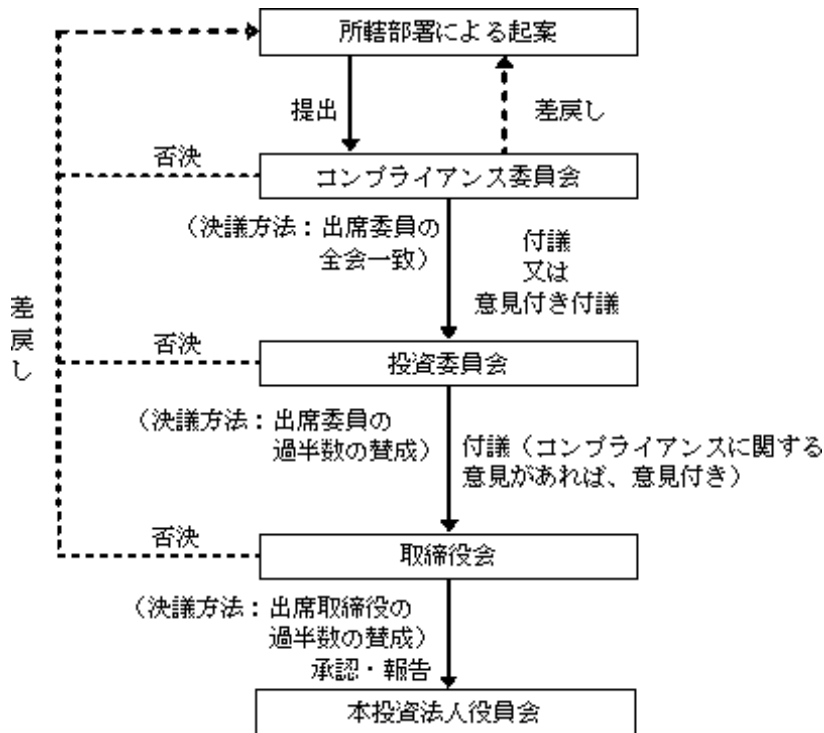 所轄部署による起案
提出
差戻し
否決
コンプライアンス委員会
（決議方法：出席委員の
全会一致）
付議
又は
意見付き付議
差戻し
否決
投資委員会
（決議方法：出席委員の
過半数の賛成）
付議（コンプライアンスに関する
意見があれば、意見付き）
否決
取締役会
（決議方法：出席取締役の
過半数の賛成）
承認・報告
本投資法人役員会